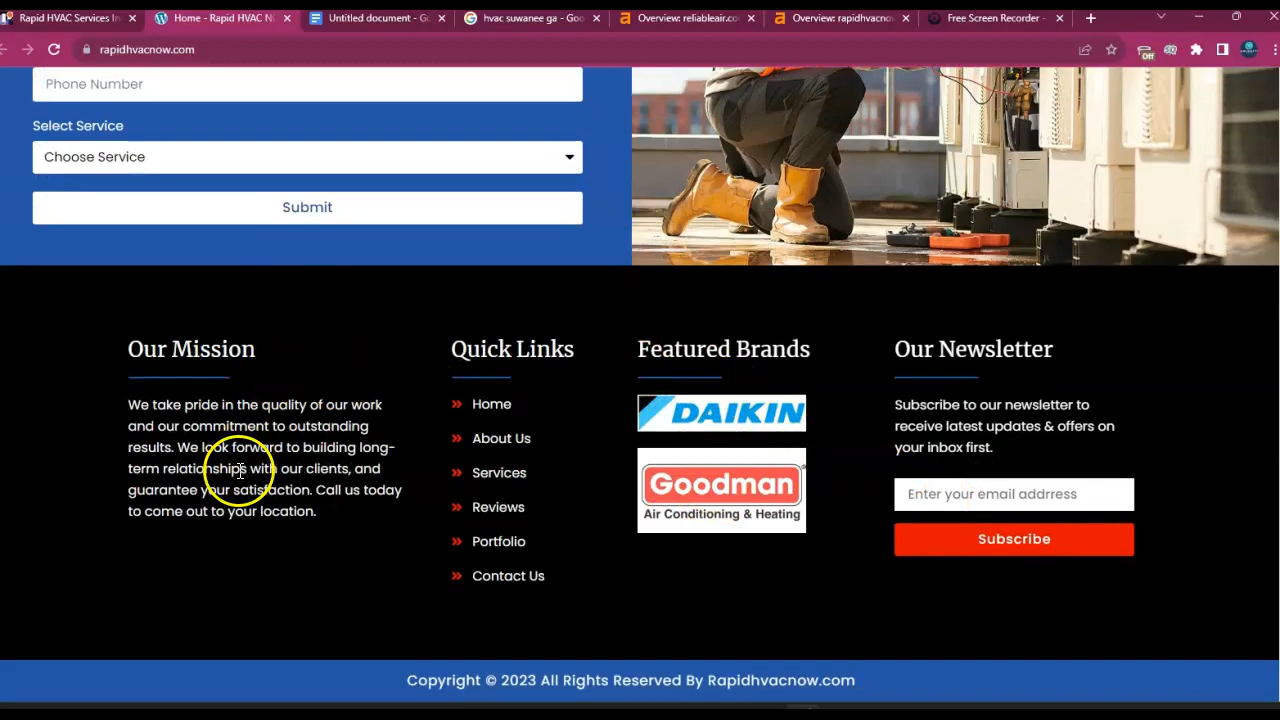 Rapid HVAC Services In
Home - Rapid HVAC N
Untitled document - G
hvac suwanee ga - Goo
Overview: reliableair.co
Overview: rapidhvacno
Free Screen Recorder -
rapidhvacnow.com
Off
Phone Number
Select Service
Choose Service
Submit
Our Mission
We take pride in the quality of our work
and our commitment to outstanding
results. We look forward to building long-
term relationships with our clients, and
guarantee your satisfaction. Call us today
to come out to your location.
Quick Links
Home
About Us
Services
Reviews
Portfolio
Contact Us
Featured Brands
DAIKIN
Goodman
Air Conditioning & Heating
Our Newsletter
Subscribe to our newsletter to
receive latest updates & offers on
your inbox first.
Enter your email addrress
Subscribe
Copyright © 2023 All Rights Reserved By Rapidhvacnow.com